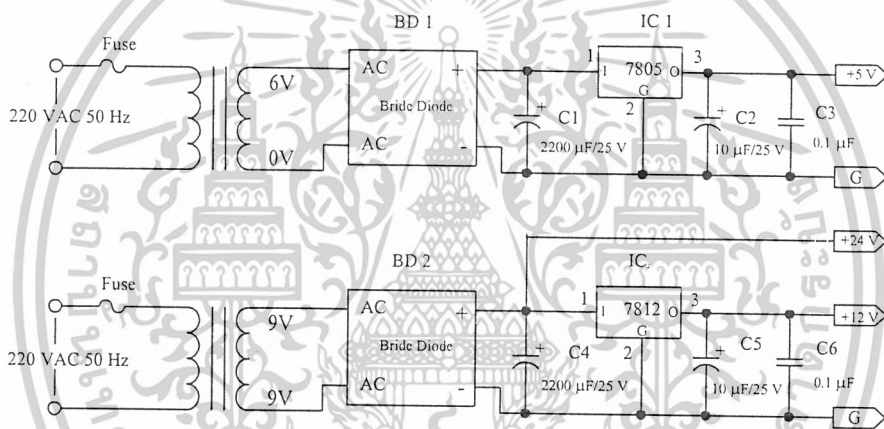 BD 1
IC 1
Fuse
220 VAC 50 Hz
6V
0V
AC
AC
Bride Diode
+
-
1
I
7805
O
3
G
2
+
C1
2200 µF/25 V
+
C2
10 µF/25 V
C3
0.1 µF
+5 V
G
+24 V
BD 2
IC
Fuse
220 VAC 50 Hz
9V
9V
AC
AC
Bride Diode
+
-
1
I
7812
O
3
G
2
+
C4
2200 µF/25 V
+
C5
10 µF/25 V
C6
0.1 µF
+12 V
G